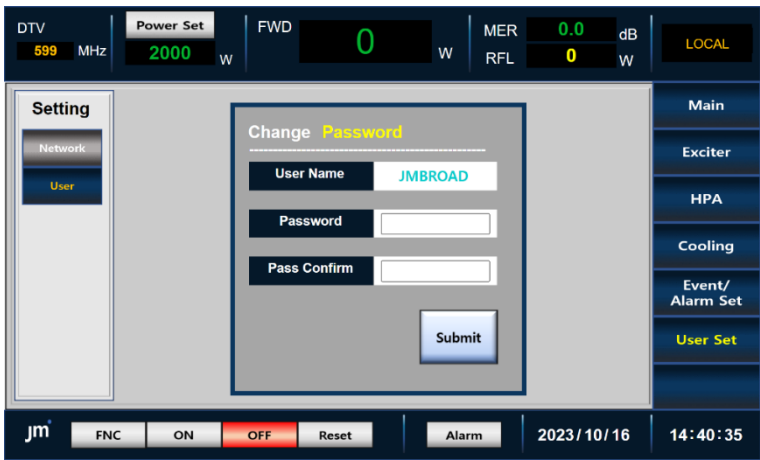 DTV
599 MHz
Power Set
2000 W
FWD
0 W
MER 0.0 dB
RFL 0 W
LOCAL
Setting
Network
User
Change Password
User Name JMBROAD
Password
Pass Confirm
Submit
Main
Exciter
HPA
Cooling
Event/
Alarm Set
User Set
Jm FNC ON OFF Reset Alarm 2023/10/16 14:40:35